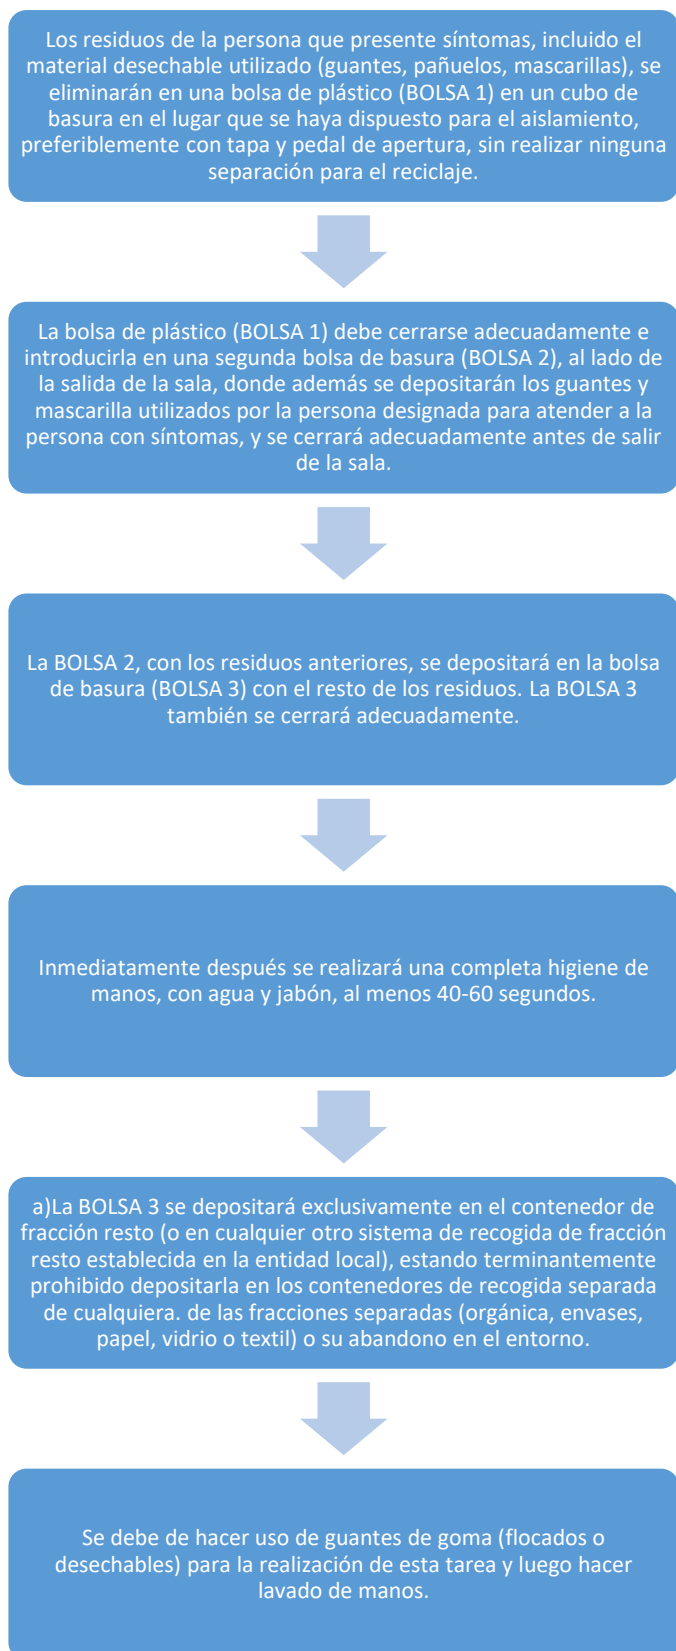 Los residuos de la persona que presente síntomas, incluido el
material desechable utilizado (guantes, pañuelos, mascarillas), se
eliminarán en una bolsa de plástico (BOLSA 1) en un cubo de
basura en el lugar que se haya dispuesto para el aislamiento,
preferiblemente con tapa y pedal de apertura, sin realizar ninguna
separación para el reciclaje.
La bolsa de plástico (BOLSA 1) debe cerrarse adecuadamente e
introducirla en una segunda bolsa de basura (BOLSA 2), al lado de
la salida de la sala, donde además se depositarán los guantes y
mascarilla utilizados por la persona designada para atender a la
persona con síntomas, y se cerrará adecuadamente antes de salir
de la sala.
La BOLSA 2, con los residuos anteriores, se depositará en la bolsa
de basura (BOLSA 3) con el resto de los residuos. La BOLSA 3
también se cerrará adecuadamente.
Inmediatamente después se realizará una completa higiene de
manos, con agua y jabón, al menos 40-60 segundos.
a)La BOLSA 3 se depositará exclusivamente en el contenedor de
fracción resto (o en cualquier otro sistema de recogida de fracción
resto establecida en la entidad local), estando terminantemente
prohibido depositarla en los contenedores de recogida separada
de cualquiera. de las fracciones separadas (orgánica, envases,
papel, vidrio o textil) o su abandono en el entorno.
Se debe de hacer uso de guantes de goma (flocados o
desechables) para la realización de esta tarea y luego hacer
lavado de manos.